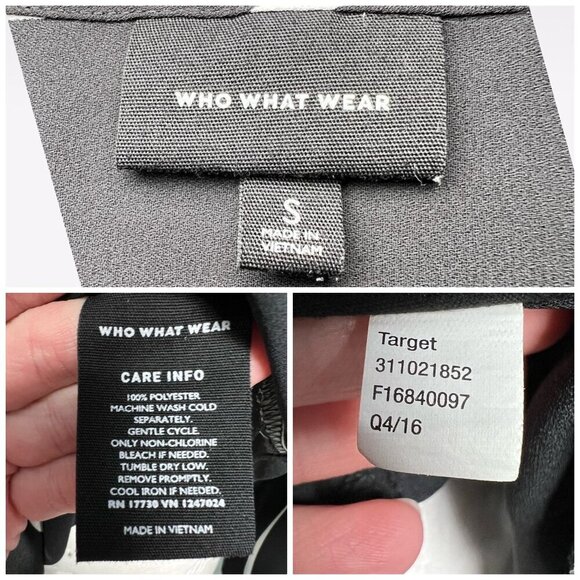 WHO WHAT WEAR
S
MADE IN
VIETNAM
WHO WHAT WEAR
CARE INFO
100% POLYESTER
MACHINE WASH COLD
SEPARATELY.
GENTLE CYCLE.
ONLY NON-CHLORINE
BLEACH IF NEEDED.
TUMBLE DRY LOW.
REMOVE PROMPTLY.
COOL IRON IF NEEDED.
RN 17730 VN 1247024
MADE IN VIETNAM
Target
311021852
F16840097
Q4/16